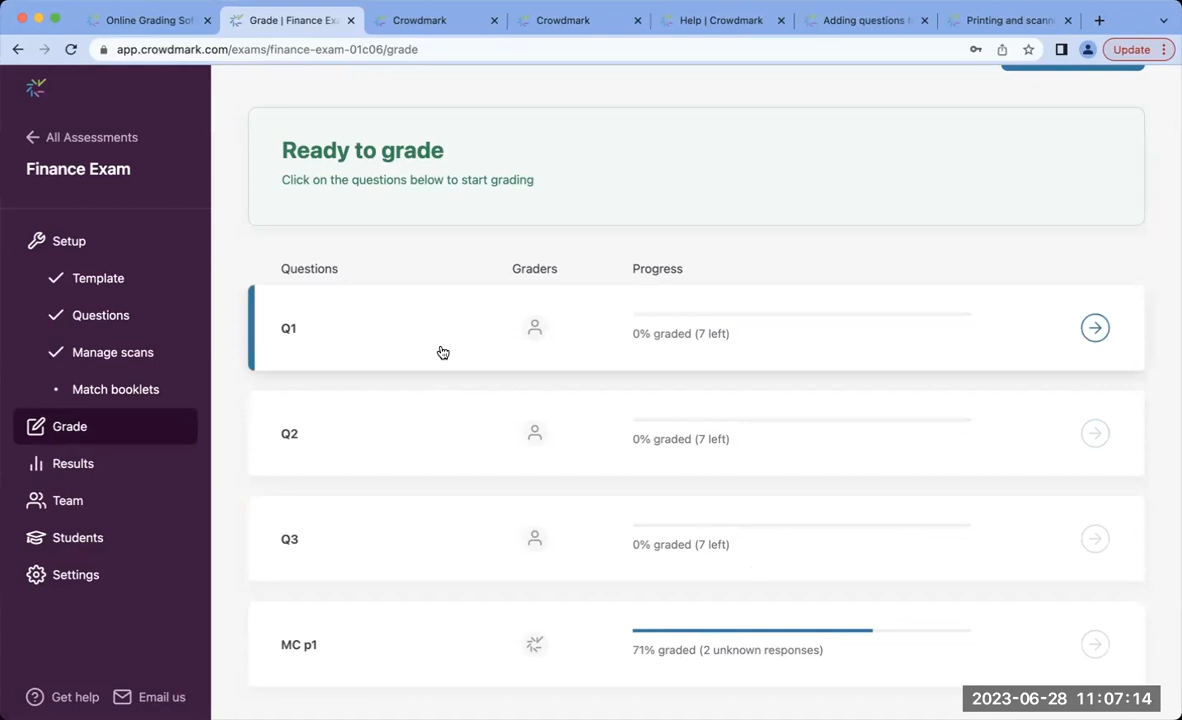 Online Grading Sof
Grade | Finance Exa
Crowdmark
Crowdmark
Help | Crowdmark
Adding questions t
Printing and scanni
app.crowdmark.com/exams/finance-exam-01c06/grade
Update
All Assessments
Finance Exam
Setup
Template
Questions
Manage scans
Match booklets
Grade
Results
Team
Students
Settings
Get help
Email us
Ready to grade
Click on the questions below to start grading
Questions Graders Progress
Q1
0% graded (7 left)
Q2
0% graded (7 left)
Q3
0% graded (7 left)
MC p1
71% graded (2 unknown responses)
2023-06-28 11:07:14